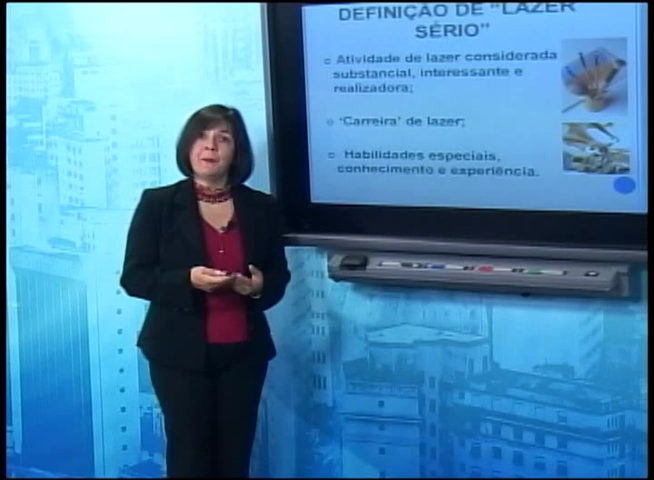 DEFINIÇÃO DE "LAZER
SÉRIO"
Atividade de lazer considerada
substancial, interessante e
realizadora;
'Carreira' de lazer;
Habilidades especiais,
conhecimento e experiência.